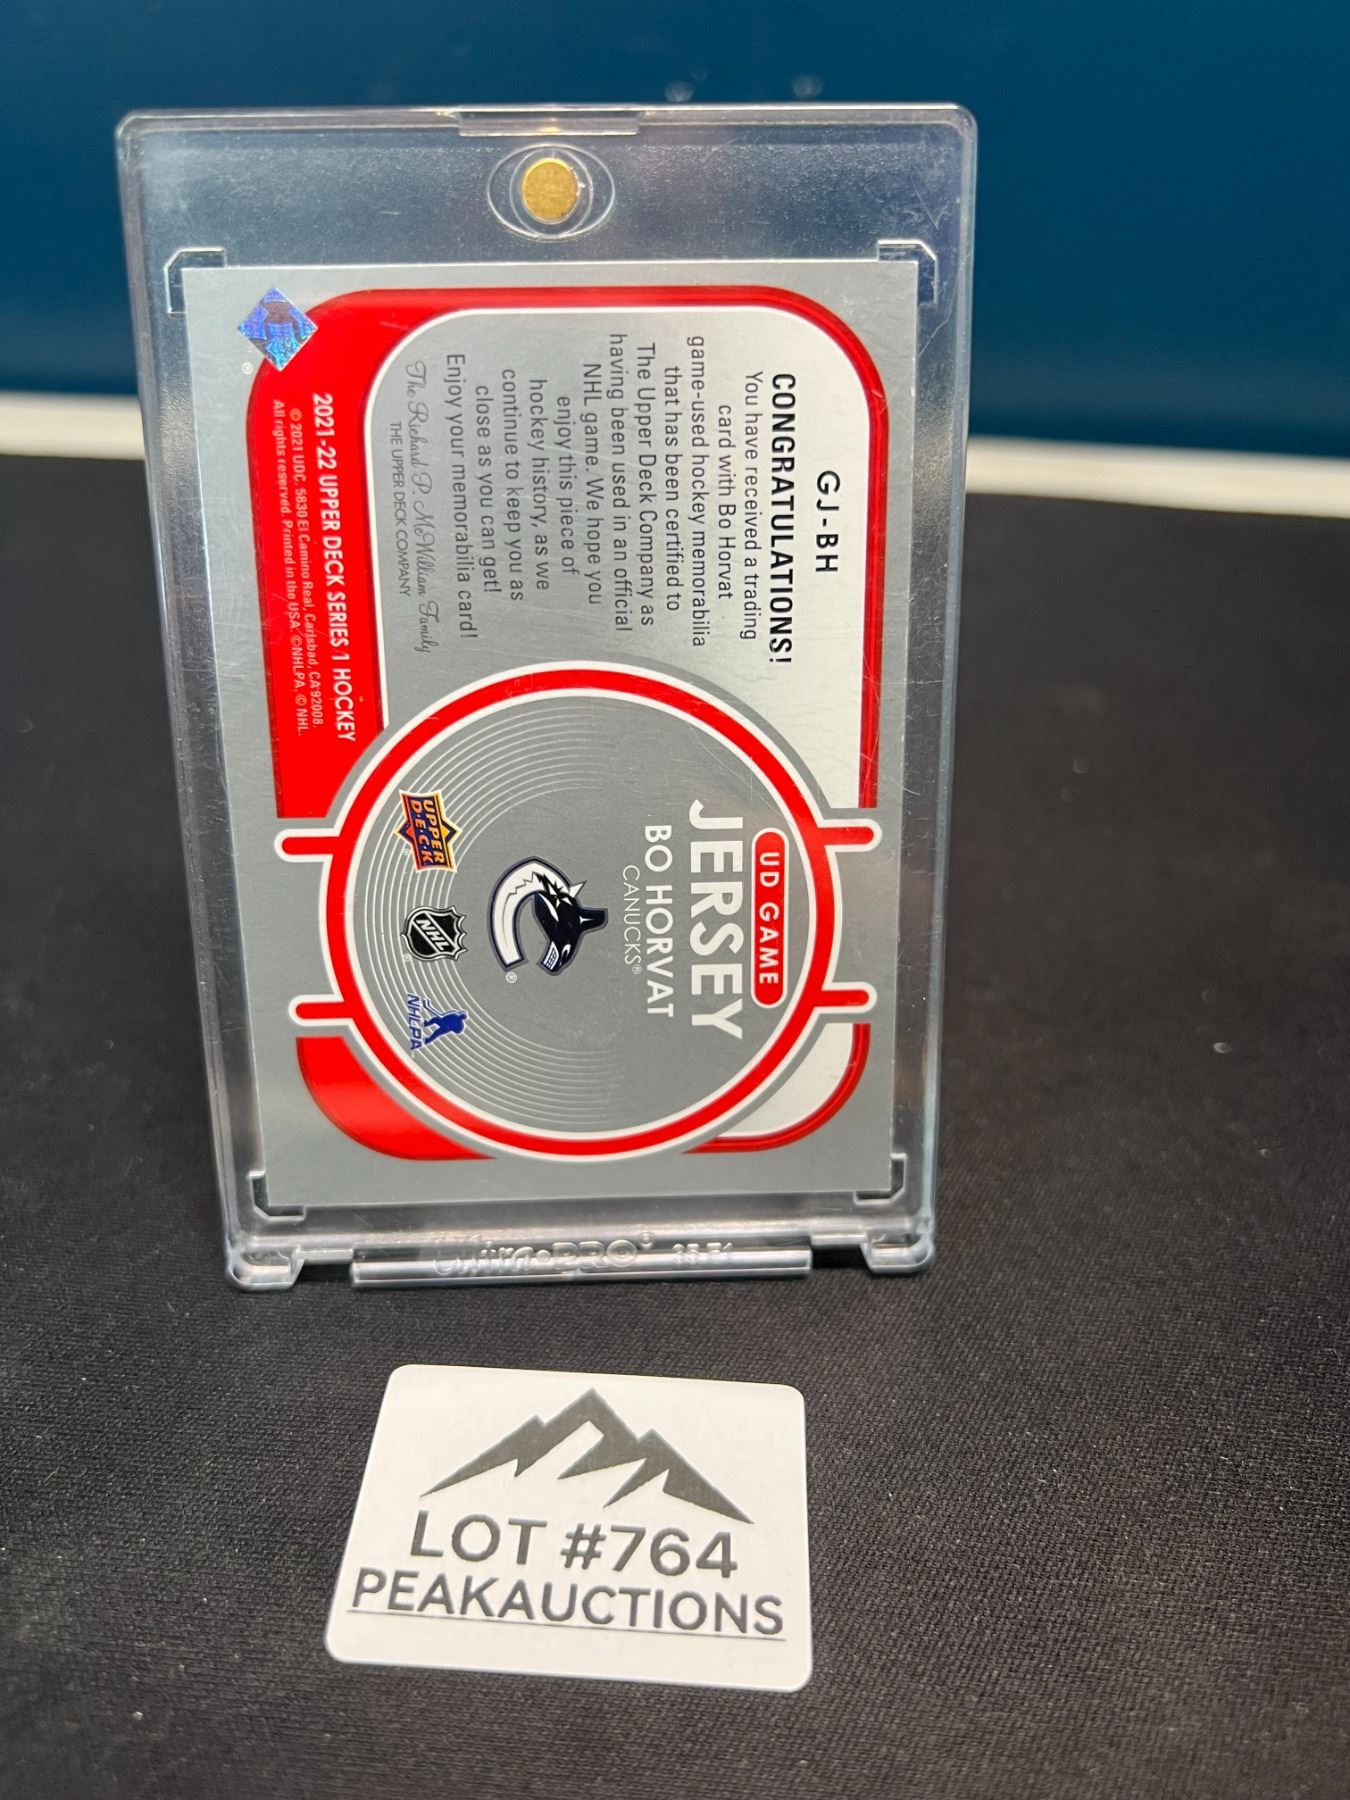 GJ-BH
CONGRATULATIONS!
You have received a trading
card with Bo Horvat
game-used hockey memorabilia
that has been certified to
The Upper Deck Company as
having been used in an official
NHL game. We hope you
enjoy this piece of
hockey history, as we
continue to keep you as
close as you can get!
Enjoy your memorabilia card!
The Richard P. McWilliam Family
THE UPPER DECK COMPANY
2021-22 UPPER DECK SERIES 1 HOCKEY
© 2021 UDC, 5830 El Camino Real, Carlsbad, CA 92008.
All rights reserved. Printed in the USA. ©NHLPA. © NHL.
UD GAME
JERSEY
BO HORVAT
CANUCKS®
®
UPPER
D·E·C·K
NHL
NHLPA
Ultra·PRO®
LOT #764
PEAKAUCTIONS